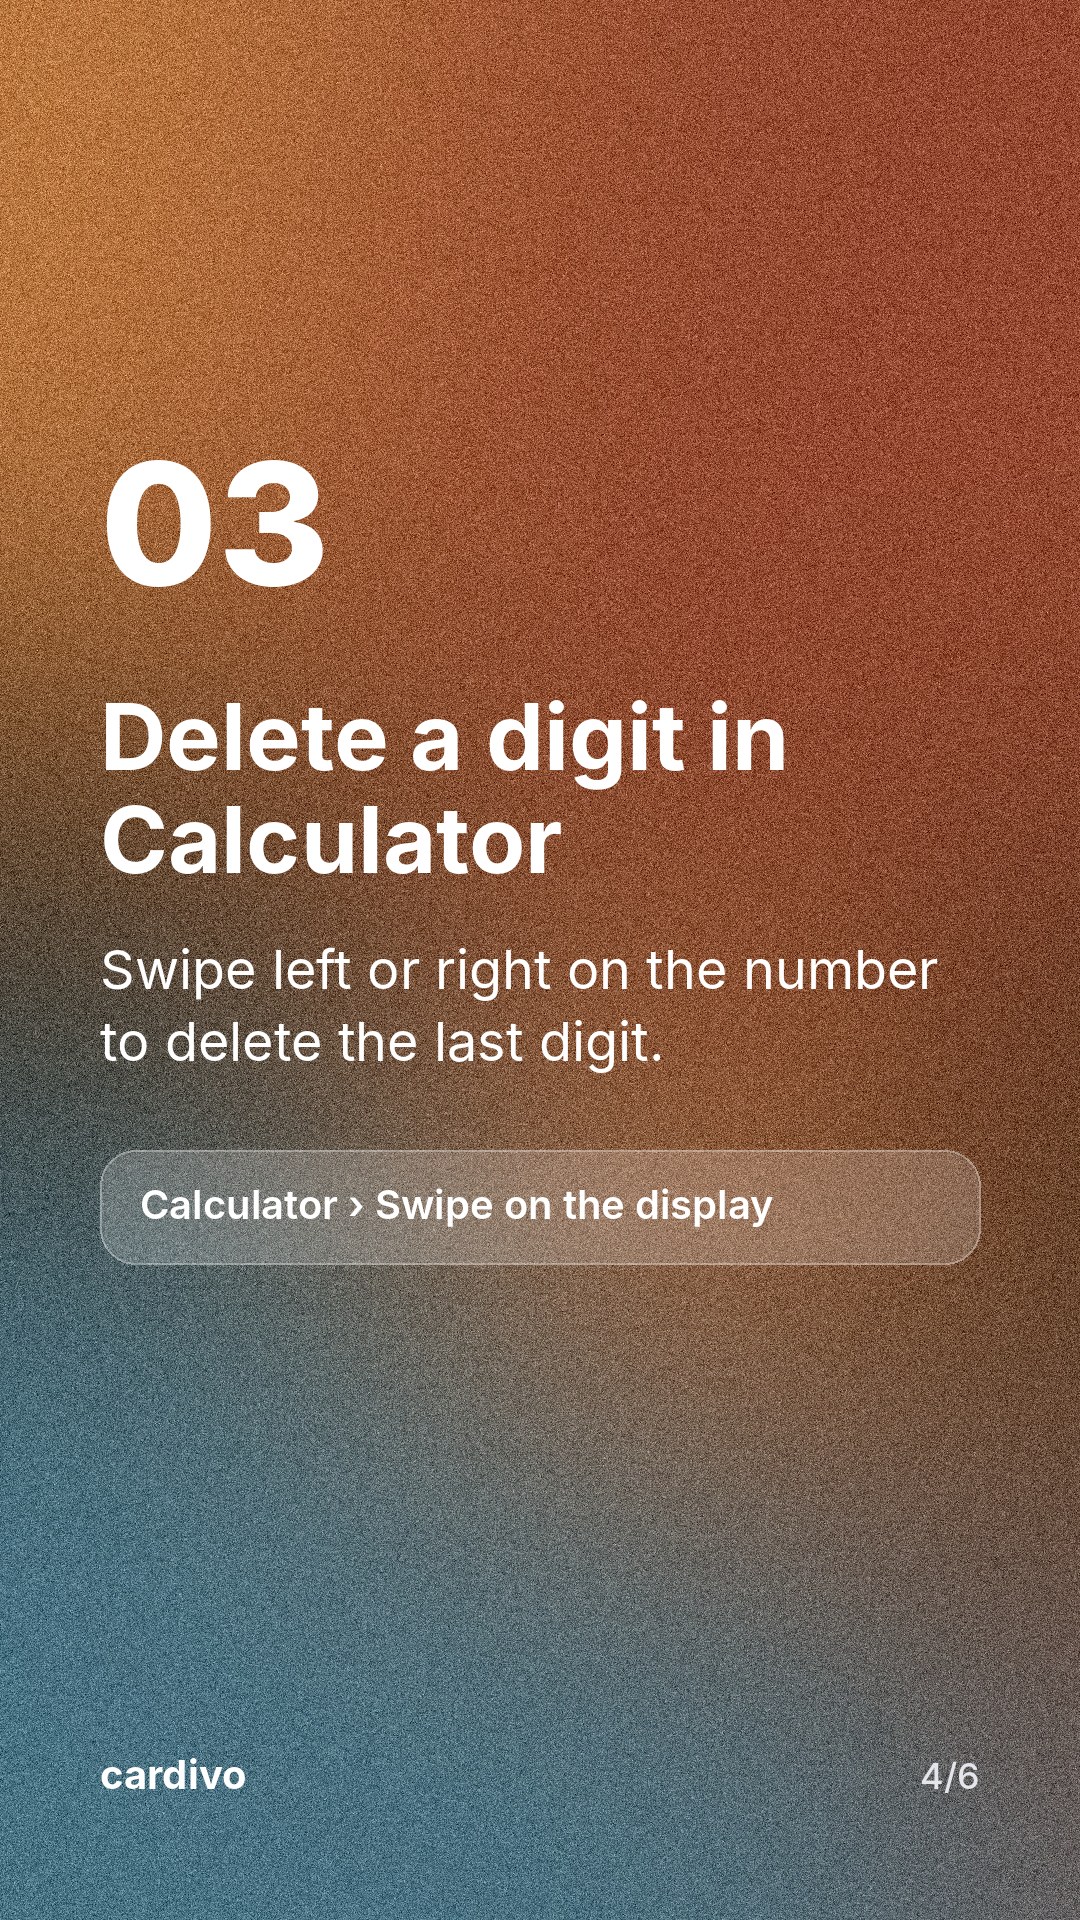 03
Delete a digit in
Calculator
Swipe left or right on the number
to delete the last digit.
Calculator › Swipe on the display
cardivo
4/6